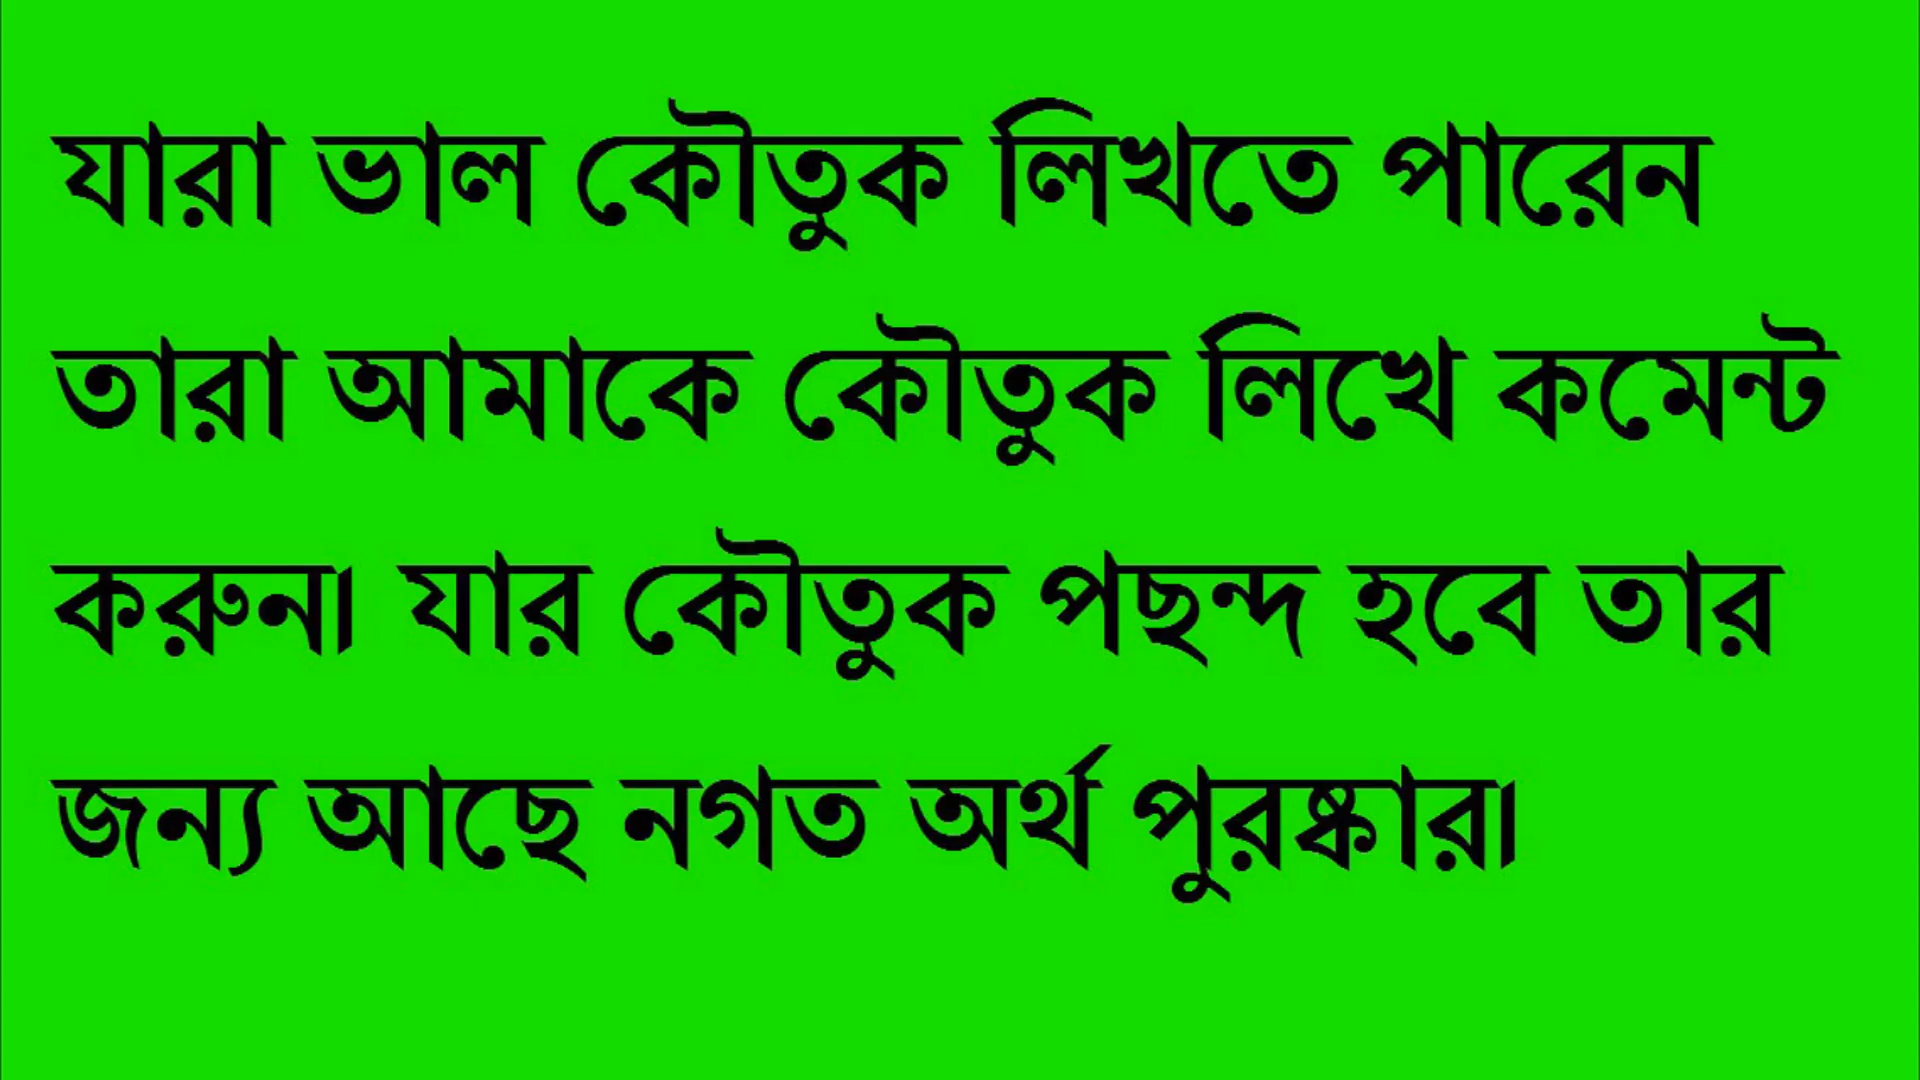 যারা ভাল কৌতুক লিখতে পারেন
তারা আমাকে কৌতুক লিখে কমেন্ট
করুন। যার কৌতুক পছন্দ হবে তার
জন্য আছে নগত অর্থ পুরষ্কার।